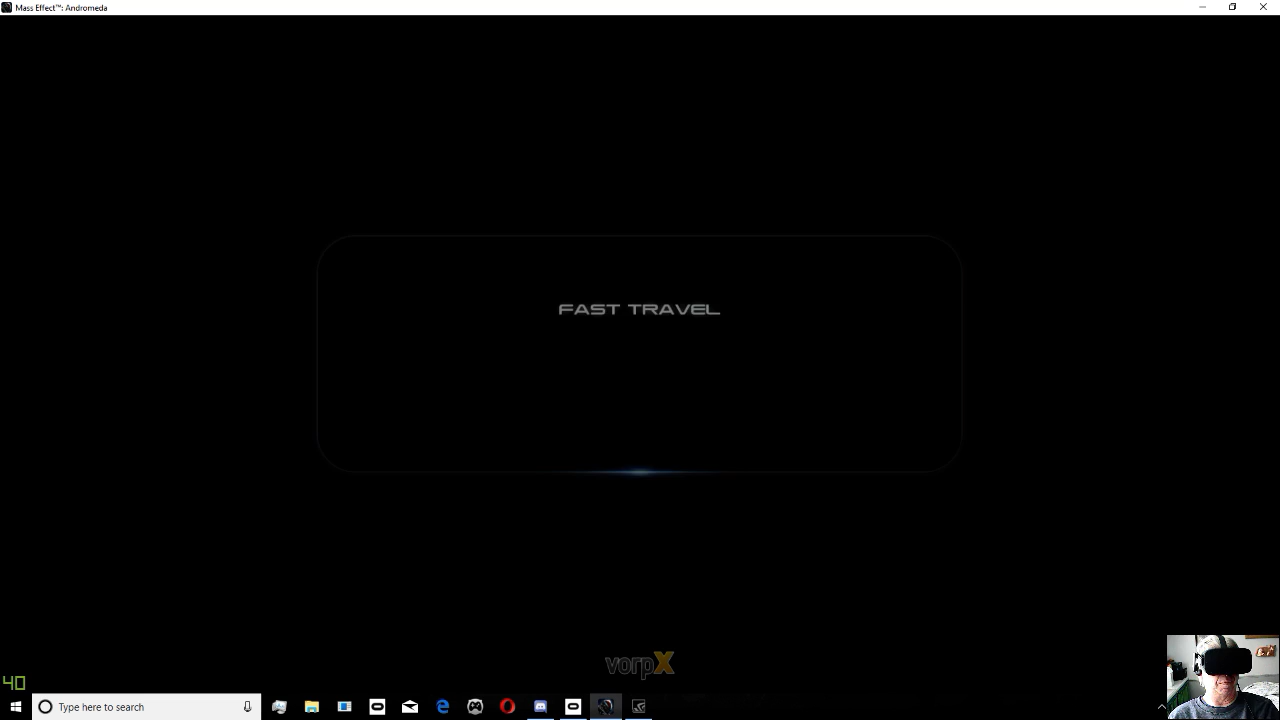 Mass Effect™: Andromeda
FAST TRAVEL
vorpX
40
Type here to search